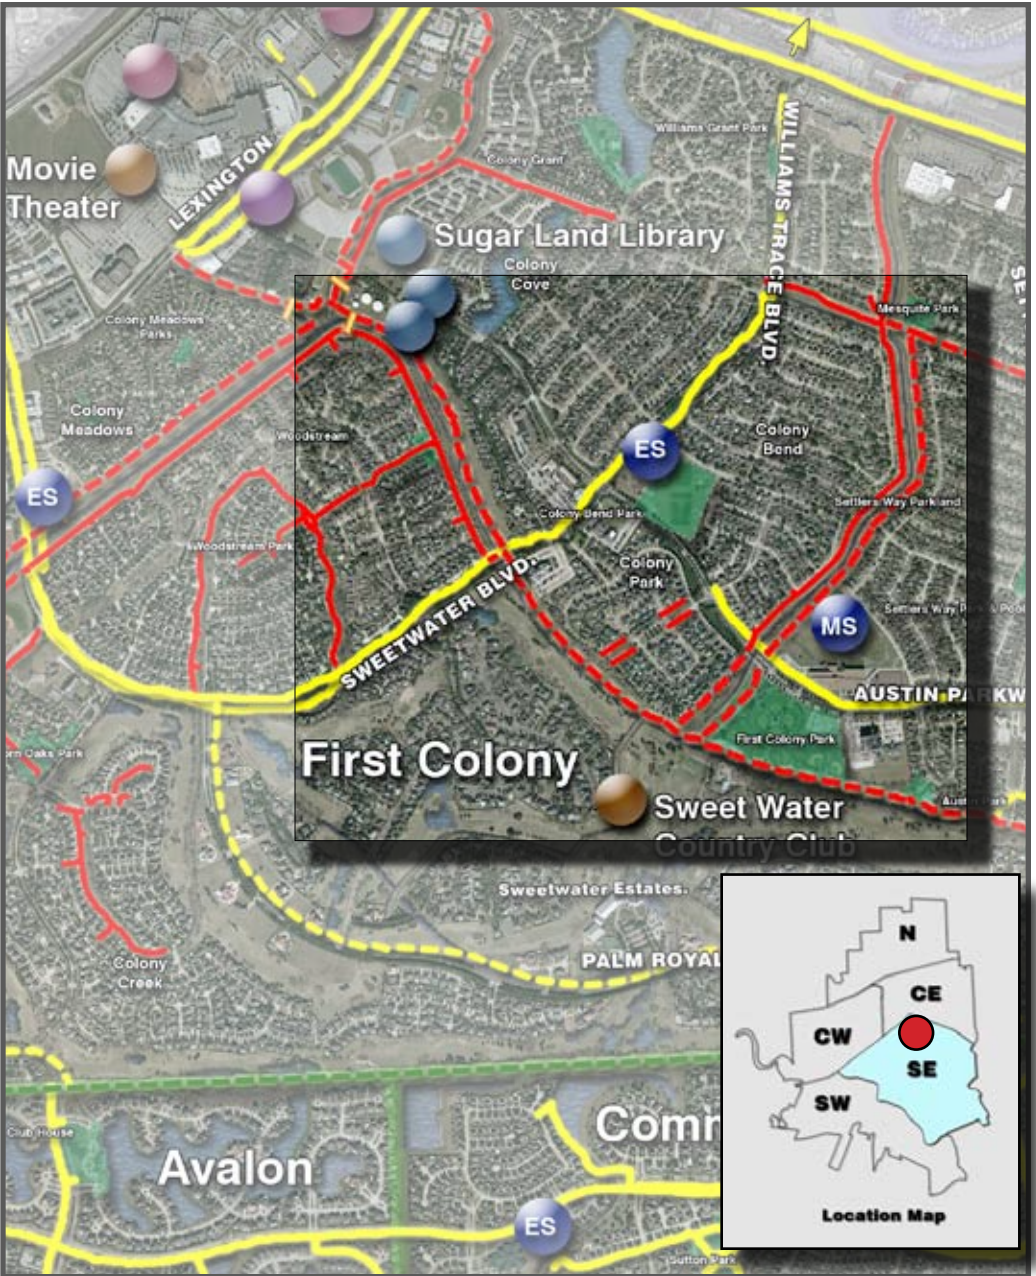 Williams Grant Park
WILLIAMS TRACE BLVD.
Movie
Theater
LEXINGTON
Colony Grant
Sugar Land Library
Colony
Cove
Mesquite Park
Colony Meadows
Parks
Colony
Meadows
Woodstream
ES
Colony
Bend
ES
Colony Bend Park
Settlers Way Parkland
Woodstream Park
Colony
Park
SWEETWATER BLVD.
MS
Settlers Way Park & Pool
AUSTIN PARKW
First Colony Park
rn Oaks Park
First Colony
Sweet Water
Country Club
Austin Park
Sweetwater Estates.
PALM ROYAL
Colony
Creek
N
CE
CW
SE
SW
Location Map
Club House
Avalon
Comm
ES
Sutton Park